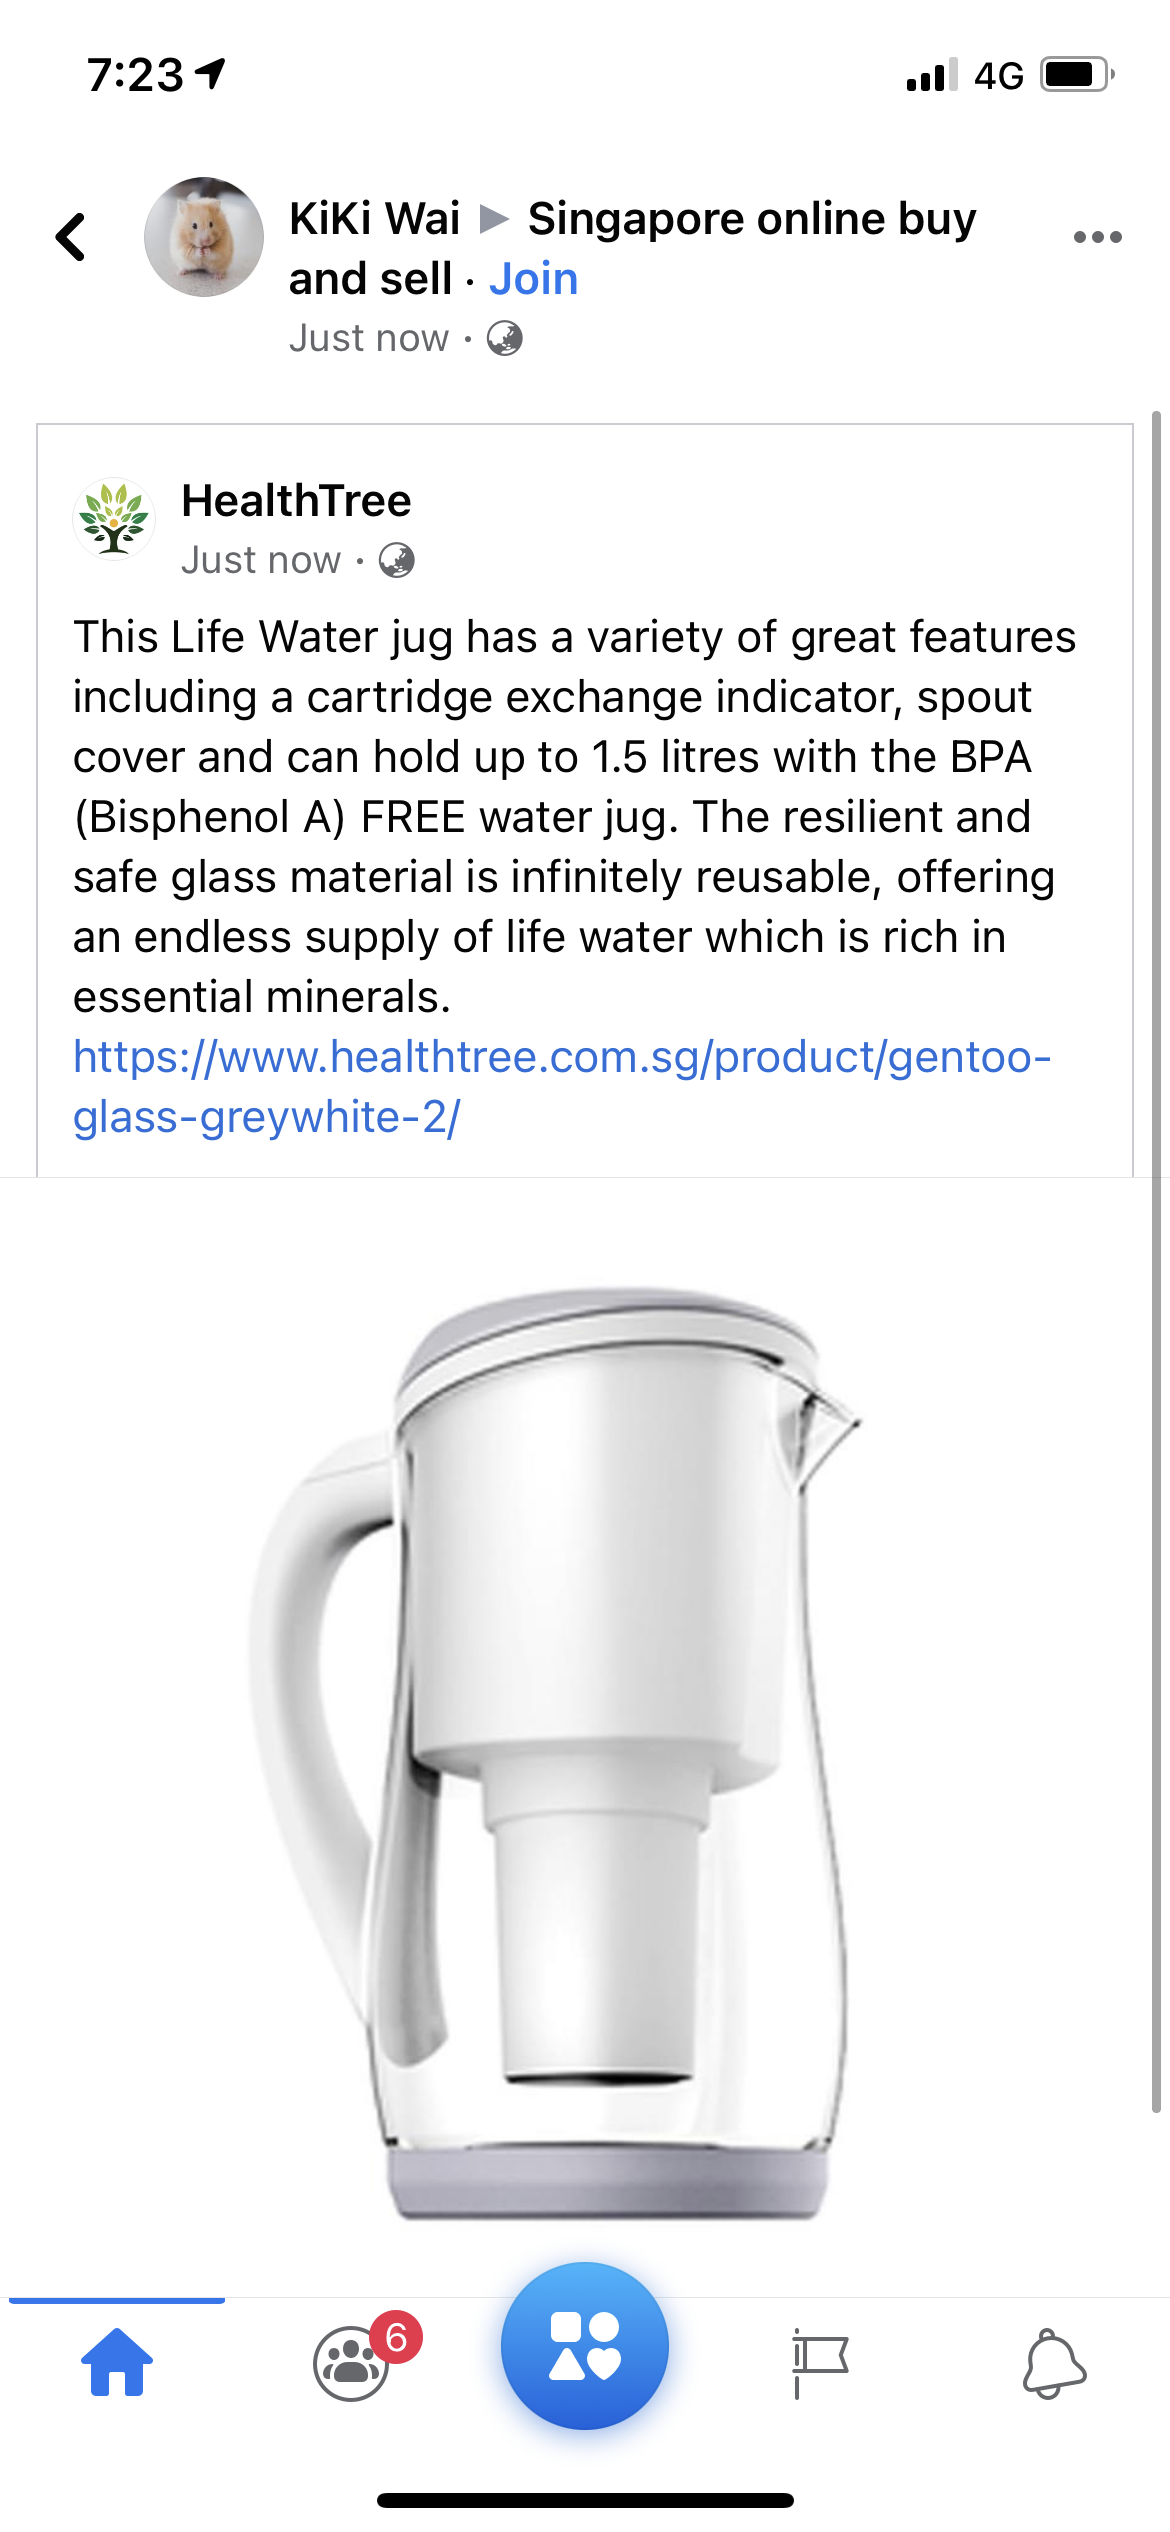 7:23
4G
KiKi Wai ▶ Singapore online buy
and sell · Join
Just now ·
HealthTree
Just now ·
This Life Water jug has a variety of great features
including a cartridge exchange indicator, spout
cover and can hold up to 1.5 litres with the BPA
(Bisphenol A) FREE water jug. The resilient and
safe glass material is infinitely reusable, offering
an endless supply of life water which is rich in
essential minerals.
https://www.healthtree.com.sg/product/gentoo-
glass-greywhite-2/
6